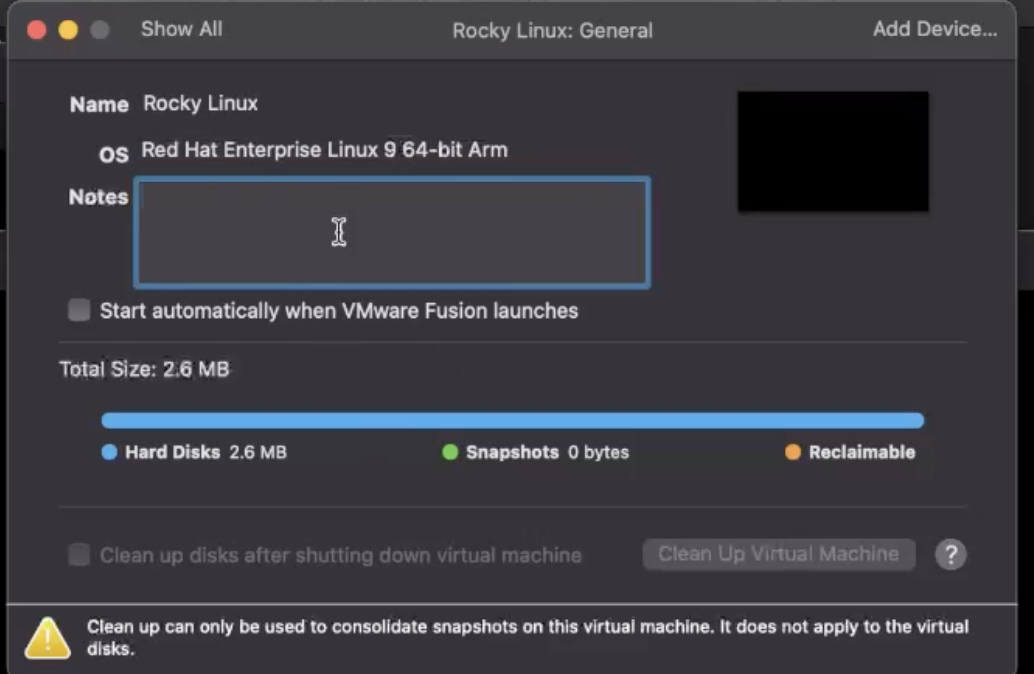 Show All Rocky Linux: General Add Device...
Name Rocky Linux
OS Red Hat Enterprise Linux 9 64-bit Arm
Notes
Start automatically when VMware Fusion launches
Total Size: 2.6 MB
Hard Disks 2.6 MB Snapshots 0 bytes Reclaimable
Clean up disks after shutting down virtual machine Clean Up Virtual Machine ?
Clean up can only be used to consolidate snapshots on this virtual machine. It does not apply to the virtual
disks.